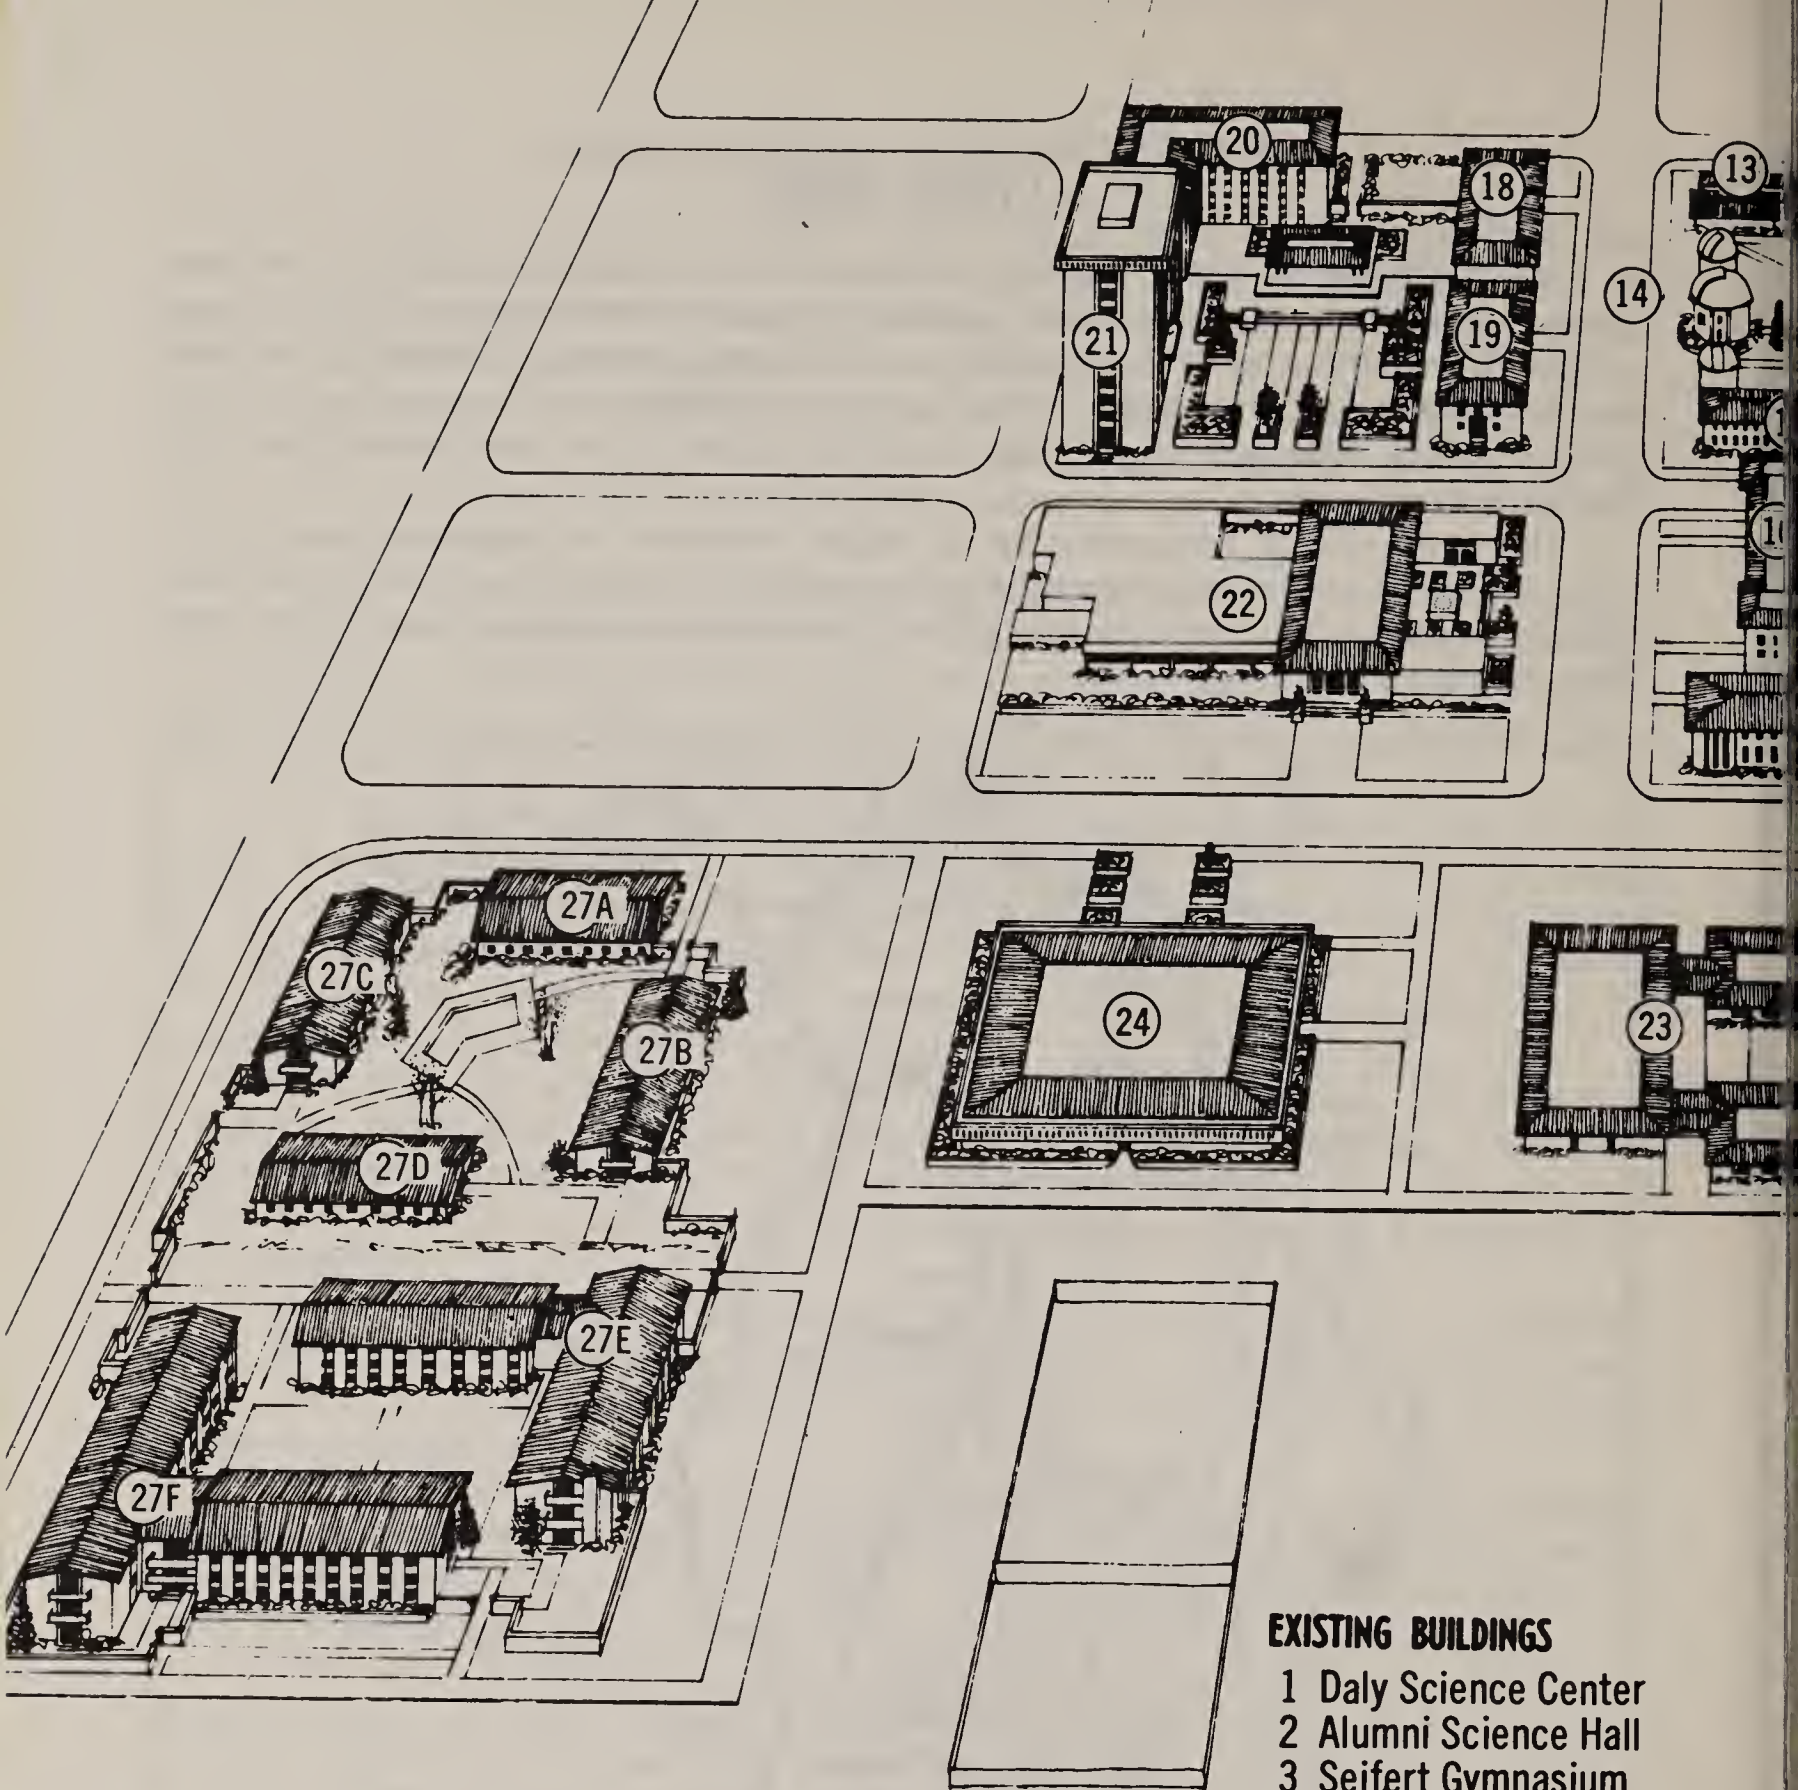 20
18
13
14
21
19
22
27A
27C
24
23
27B
27D
27E
27F
EXISTING BUILDINGS
1 Daly Science Center
2 Alumni Science Hall
3 Seifert Gymnasium